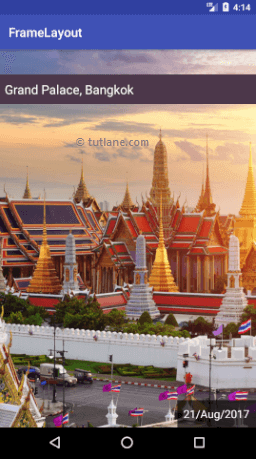 4:14
FrameLayout
Grand Palace, Bangkok
© tutlane.com
21/Aug/2017